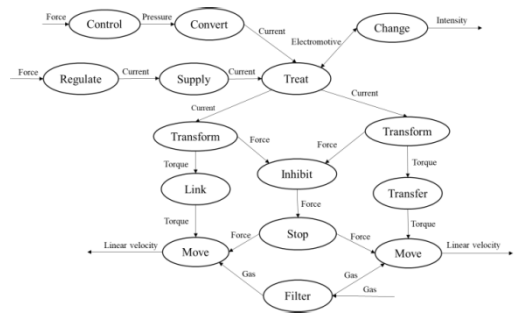 Force
Control
Pressure
Convert
Current
Electromotive
Change
Intensity
Force
Regulate
Current
Supply
Current
Treat
Current
Current
Transform
Force
Force
Transform
Torque
Inhibit
Torque
Link
Force
Transfer
Torque
Force
Stop
Force
Torque
Linear velocity
Move
Move
Linear velocity
Gas
Gas
Filter
Gas